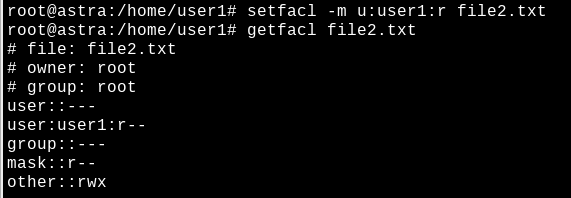 root@astra:/home/user1# setfacl -m u:user1:r file2.txt
root@astra:/home/user1# getfacl file2.txt
# file: file2.txt
# owner: root
# group: root
user::---
user:user1:r--
group::---
mask::r--
other::rwx